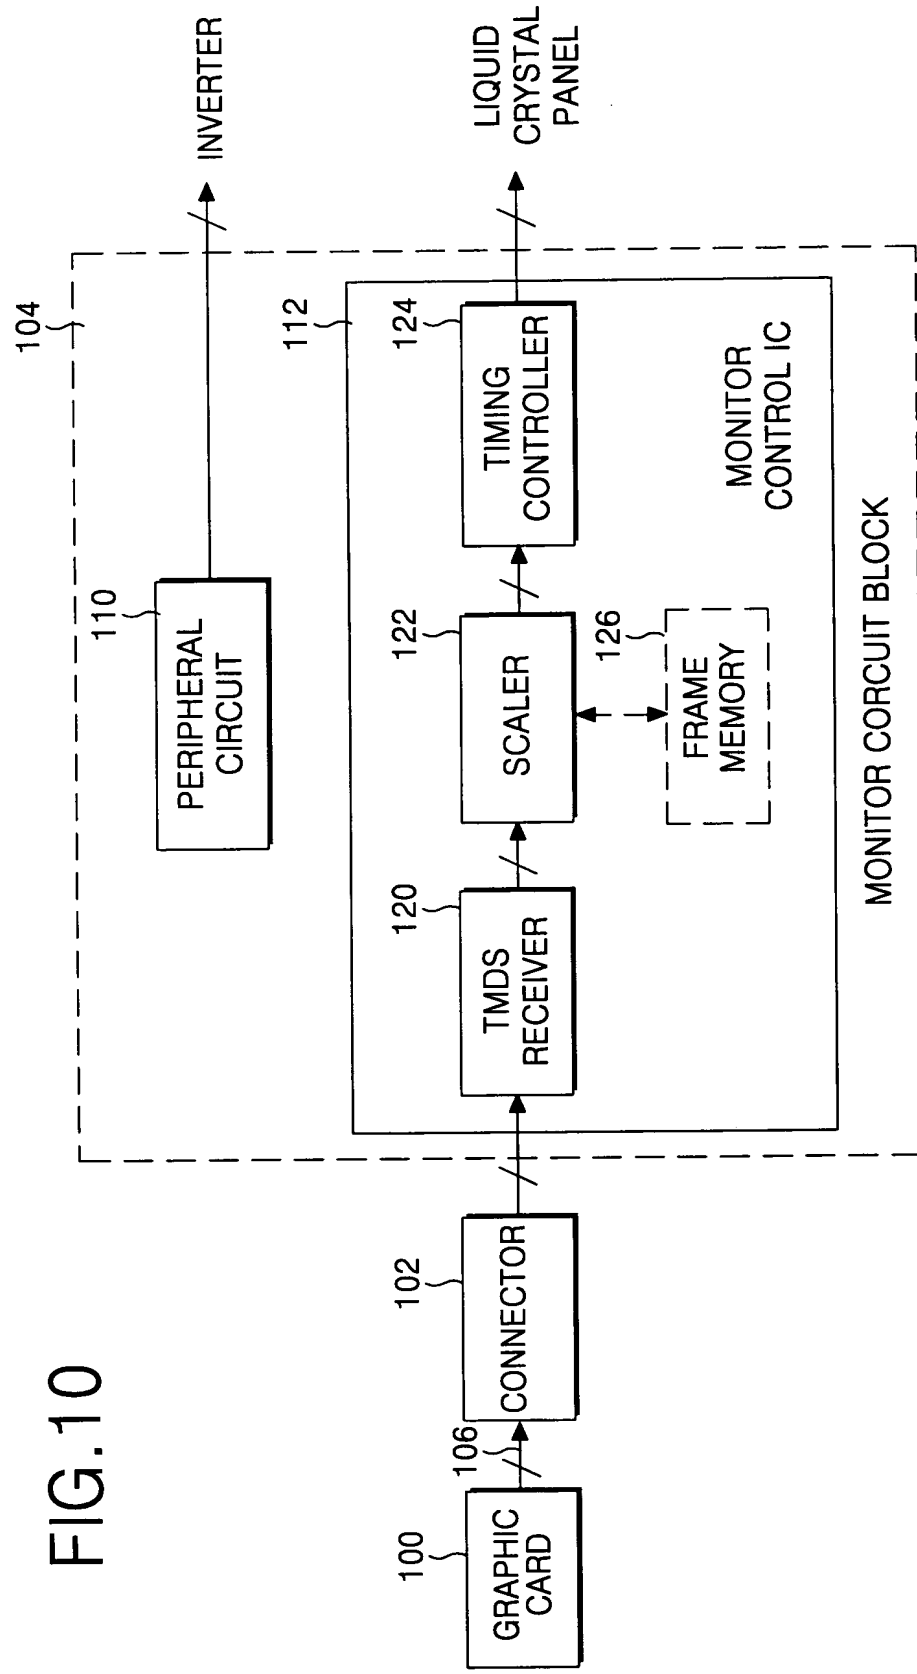 FIG.10
104
INVERTER
110
PERIPHERAL
CIRCUIT
112
LIQUID
CRYSTAL
PANEL
100
GRAPHIC
CARD
106
102
CONNECTOR
120
TMDS
RECEIVER
122
SCALER
124
TIMING
CONTROLLER
126
FRAME
MEMORY
MONITOR
CONTROL IC
MONITOR CORCUIT BLOCK